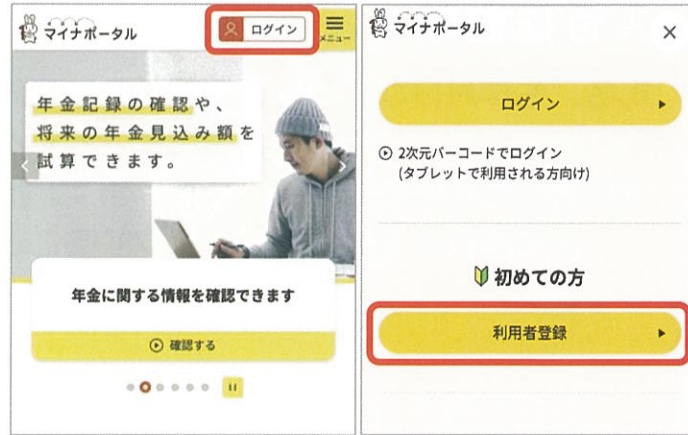 マイナポータル
ログイン
メニュー
年金記録の確認や、
将来の年金見込み額を
試算できます。
年金に関する情報を確認できます
確認する
マイナポータル
ログイン
2次元バーコードでログイン
(タブレットで利用される方向け)
初めての方
利用者登録